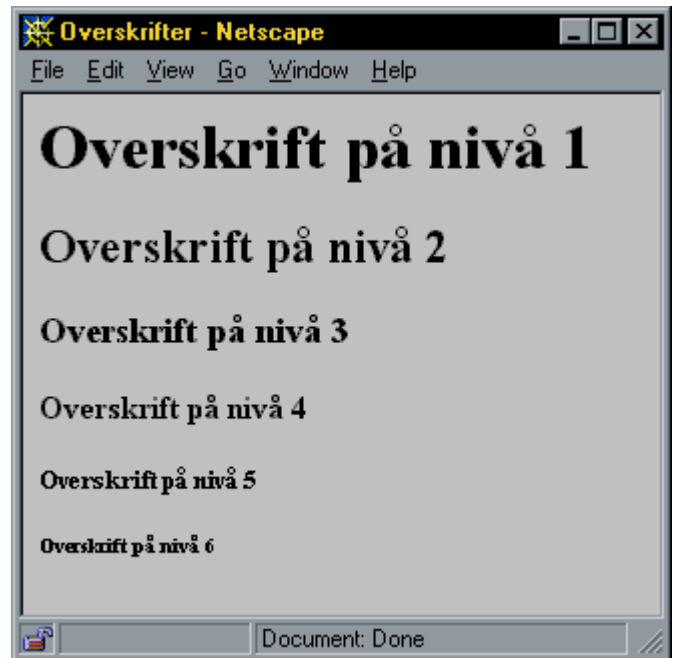 Overskrifter - Netscape
File Edit View Go Window Help
Overskrift på nivå 1
Overskrift på nivå 2
Overskrift på nivå 3
Overskrift på nivå 4
Overskrift på nivå 5
Overskrift på nivå 6
Document: Done